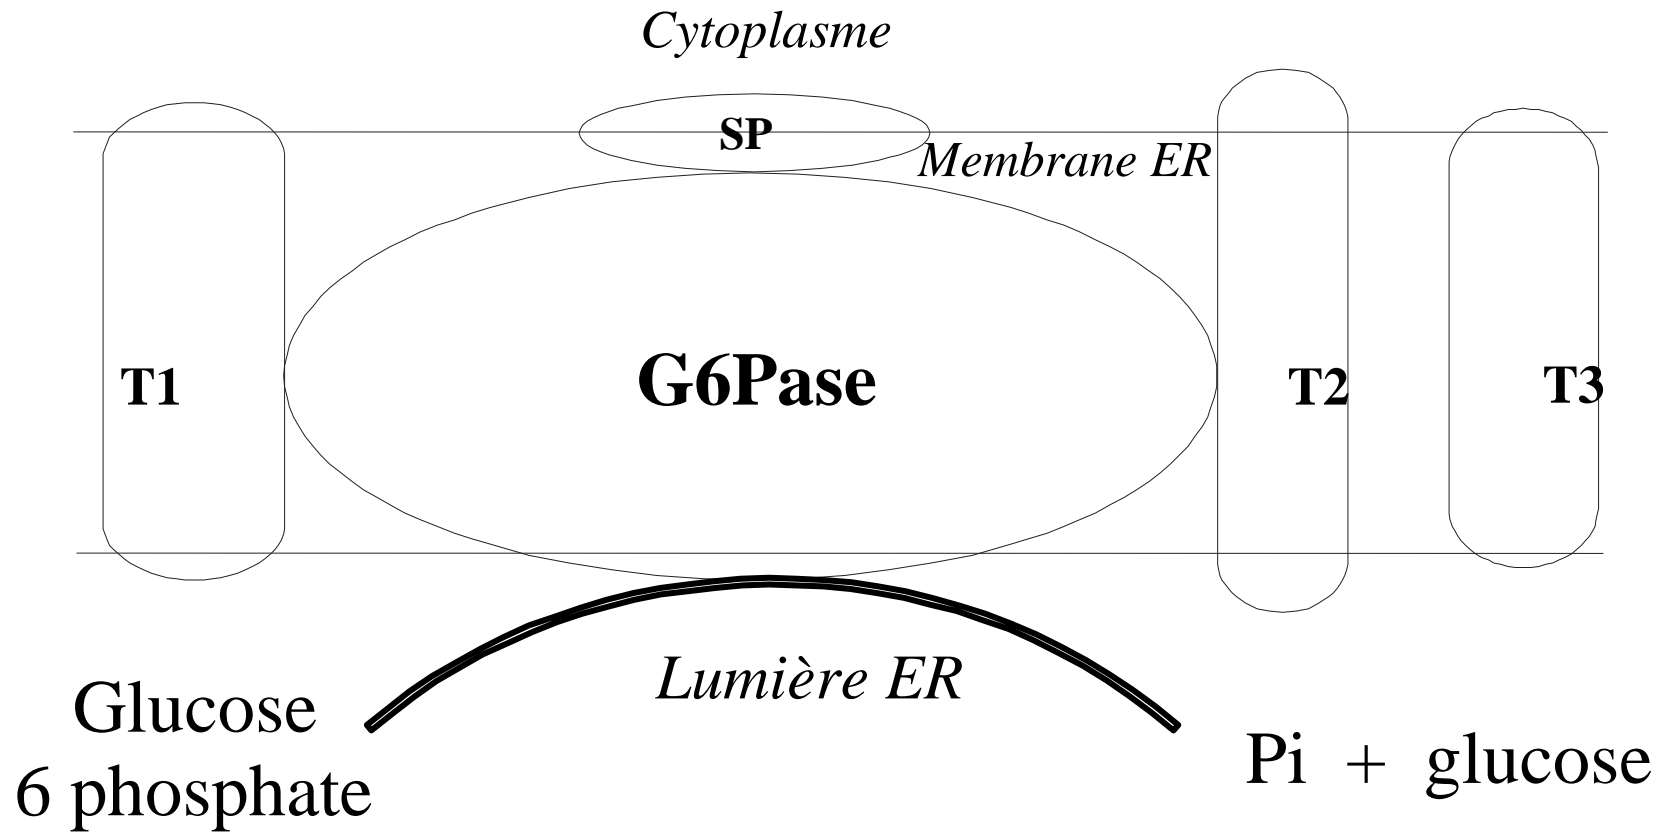 Cytoplasme
SP
Membrane ER
T1
G6Pase
T2
T3
Lumière ER
Glucose
6 phosphate
Pi + glucose